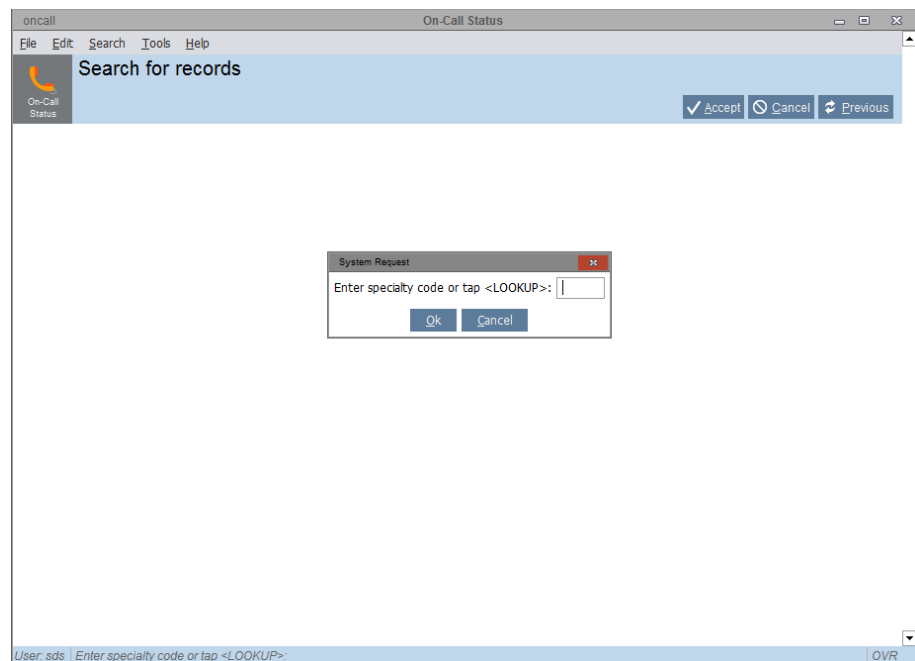 oncall On-Call Status
File Edit Search Tools Help
Search for records
On-Call
Status
Accept Cancel Previous
System Request
Enter specialty code or tap <LOOKUP>:
Ok Cancel
User: sds Enter specialty code or tap <LOOKUP>: OVR